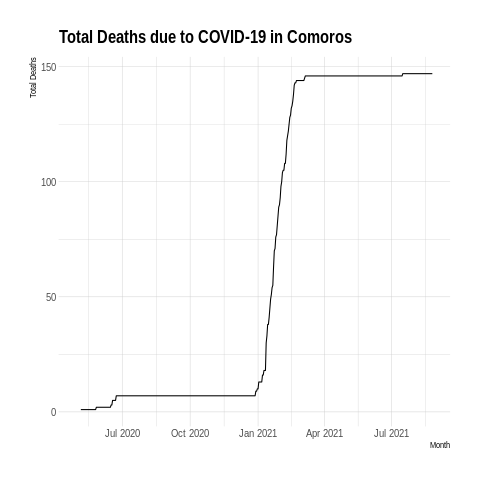 Total Deaths due to COVID-19 in Comoros
Total Deaths
150
100
50
0
Jul 2020 Oct 2020 Jan 2021 Apr 2021 Jul 2021
Month